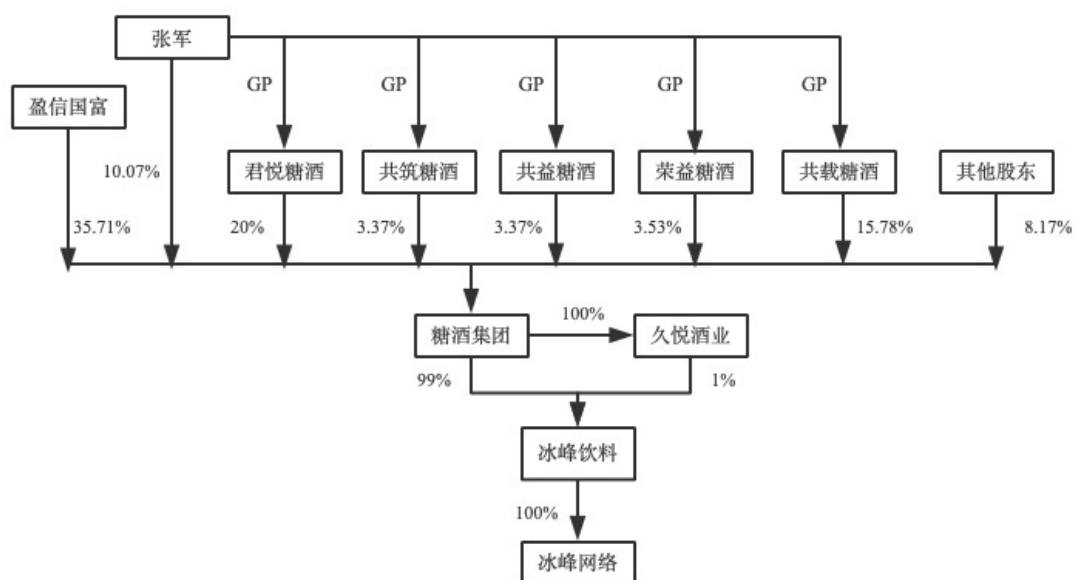 张军
GP GP GP GP GP
盈信国富
10.07%
君悦糖酒 共筑糖酒 共益糖酒 荣益糖酒 共载糖酒 其他股东
35.71% 20% 3.37% 3.37% 3.53% 15.78% 8.17%
糖酒集团 100% 久悦酒业
99% 1%
冰峰饮料
100%
冰峰网络